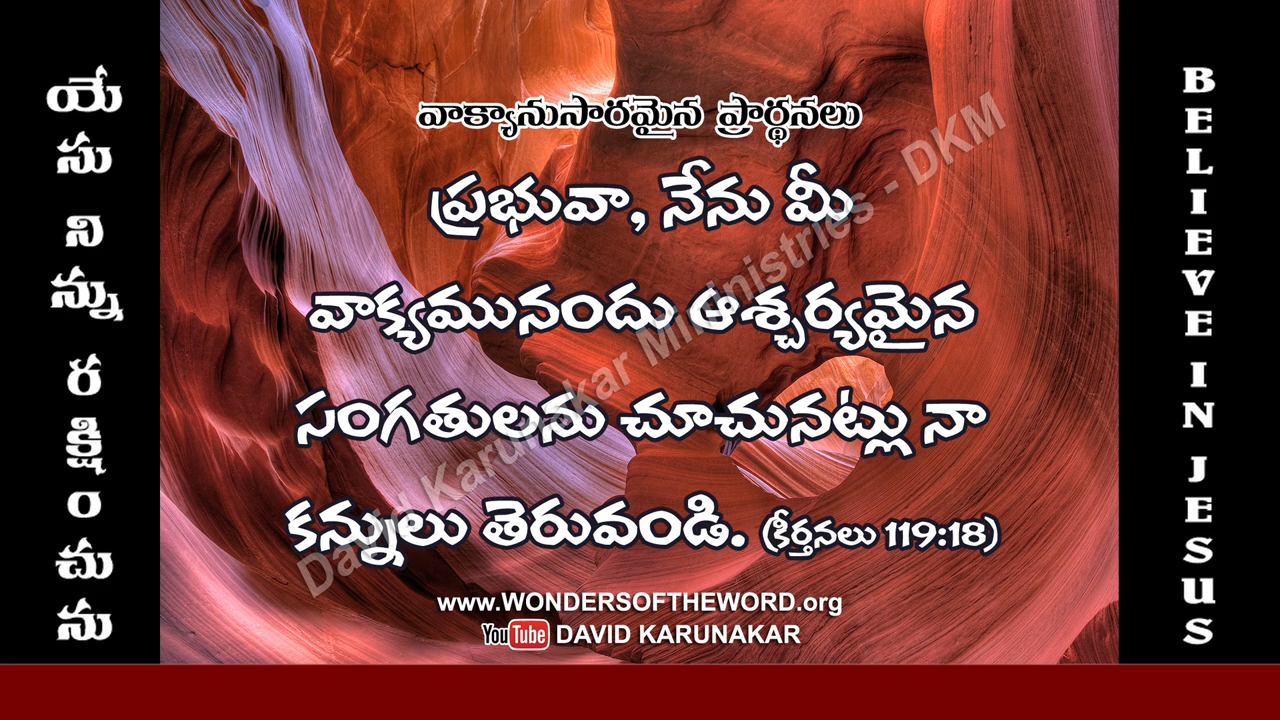 యేసు నిన్ను రక్షించును
వాక్యానుసారమైన ప్రార్థనలు
ప్రభువా, నేను మీ
వాక్యమునందు ఆశ్చర్యమైన
సంగతులను చూచునట్లు నా
కన్నులు తెరువండి. (కీర్తనలు 119:18)
David Karunakar Mininistries - DKM
www.WONDERSOFTHEWORD.org
YouTube DAVID KARUNAKAR
BELIEVE IN JESUS